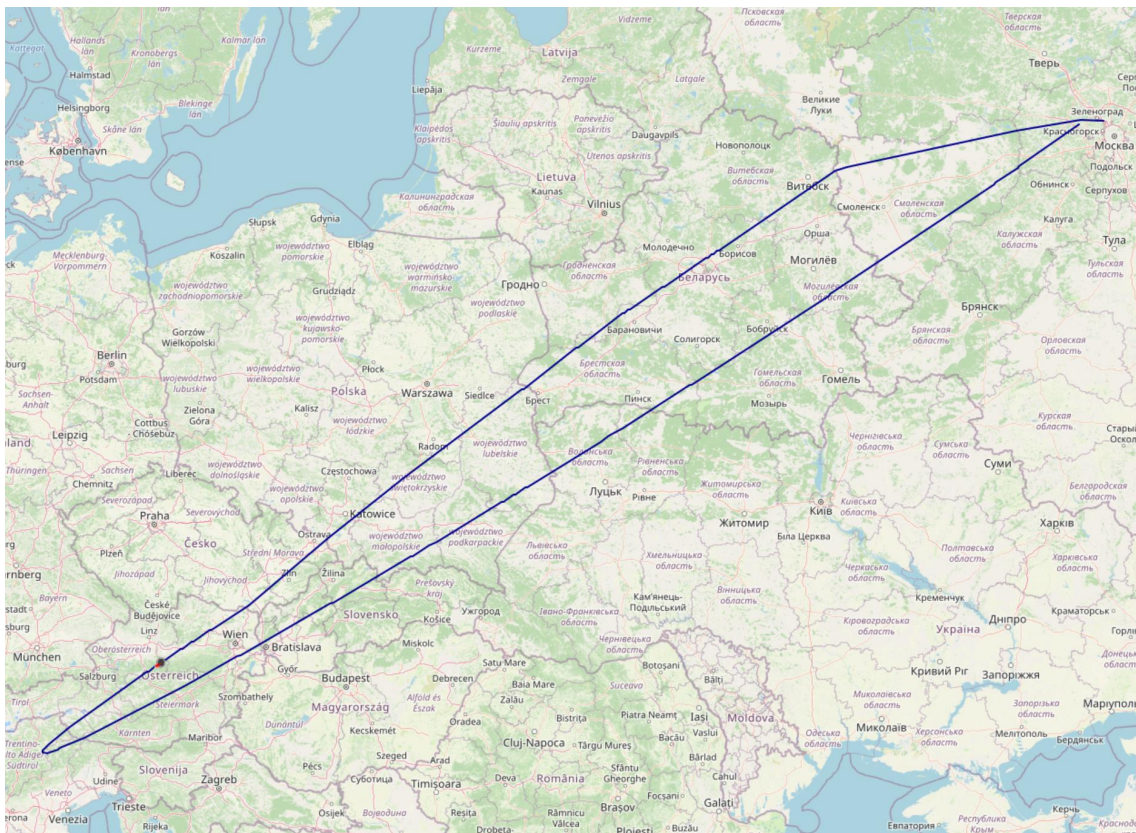 Kattegat
Hallands
län
Kronobergs
län
Kalmar län
Halmstad
Blekinge
län
Helsingborg
Skåne län
København
Kurzeme
Liepāja
Latvija
Vidzeme
Zemgale
Latgale
Псковская
область
Тверская
область
Тверь
Великие
Луки
Зеленоград
Красногорск
Москва
Подольск
Обнинск
Серпухов
Klaipėdos
apskritis
Šiaulių apskritis
Panevėžio
apskritis
Utenos apskritis
Daugavpils
Новополоцк
Витебская
область
Витебск
Lietuva
Kaunas
Vilnius
Калининградская
область
Смоленск
Смоленская
область
Калуга
Калужская
область
Тула
Тульская
область
Орша
Могилёв
Могилёвская
область
Молодечно
Борисов
Беларусь
Гродненская
область
Гродно
Барановичи
Солигорск
Бобруйск
Брянск
Брянская
область
Орловская
область
Гомель
Гомельская
область
Мозырь
Брестская
область
Пинск
Брест
Słupsk
Gdynia
Koszalin
Elbląg
województwo
pomorskie
województwo
warmińsko-
mazurskie
Mecklenburg-
Vorpommern
województwo
zachodniopomorskie
Grudziądz
województwo
podlaskie
województwo
kujawsko-
pomorskie
Gorzów
Wielkopolski
Berlin
Potsdam
województwo
lubuskie
województwo
wielkopolskie
Płock
Polska
Warszawa
Siedlce
Sachsen-
Anhalt
Zielona
Góra
Kalisz
Cottbus
Chóśebuz
Leipzig
województwo
łódzkie
Radom
województwo
lubelskie
Sachsen
Thüringen
Chemnitz
Liberec
województwo
dolnośląskie
Częstochowa
województwo
opolskie
Katowice
województwo
świętokrzyskie
Severozápad
Severovýchod
Praha
Plzeň
Česko
Ostrava
Střední Morava
województwo
małopolskie
województwo
podkarpackie
Jihozápad
Jihovýchod
Zlín
Žilina
Prešovský
kraj
Slovensko
Košice
Bayern
České
Budějovice
Linz
Wien
Bratislava
Miskolc
München
Oberösterreich
Salzburg
Österreich
Győr
Budapest
Debrecen
Tirol
Steiermark
Szombathely
Magyarország
Alföld és
Észak
Kärnten
Maribor
Dunántúl
Kecskemét
Szeged
Pécs
Slovenija
Udine
Trieste
Venezia
Veneto
Zagreb
Rijeka
Osijek
Суботица
Војводина
Волинська
область
Рівненська
область
Луцьк
Рівне
Житомирська
область
Житомир
Київ
Київська
область
Біла Церква
Чернігівська
область
Сумська
область
Суми
Курская
область
Белгородская
область
Харків
Харківська
область
Полтавська
область
Львівська
область
Хмельницька
область
Вінницька
область
Черкаська
область
Кременчук
Ужгород
Івано-Франківська
область
Кам'янець-
Подільський
Чернівецька
область
Кіровоградська
область
Україна
Дніпро
Краматорськ
Кривий Ріг
Запоріжжя
Миколаївська
область
Миколаїв
Одеська
область
Херсонська
область
Запорізька
область
Мелітополь
Бердянськ
Маріуполь
Керчь
Евпатория
Республика
Крым
Satu Mare
Baia Mare
Zalău
Suceava
Botoșani
Bălți
Oradea
Bistrița
Piatra Neamț
Iași
Moldova
Cluj-Napoca
Târgu Mureș
Bacău
Vaslui
Arad
Timișoara
Deva
România
Sfântu
Gheorghe
Bârlad
Cahul
Reșița
Râmnicu
Vâlcea
Brașov
Focșani
Galați
Drobeta-
Ploiești
Buzău